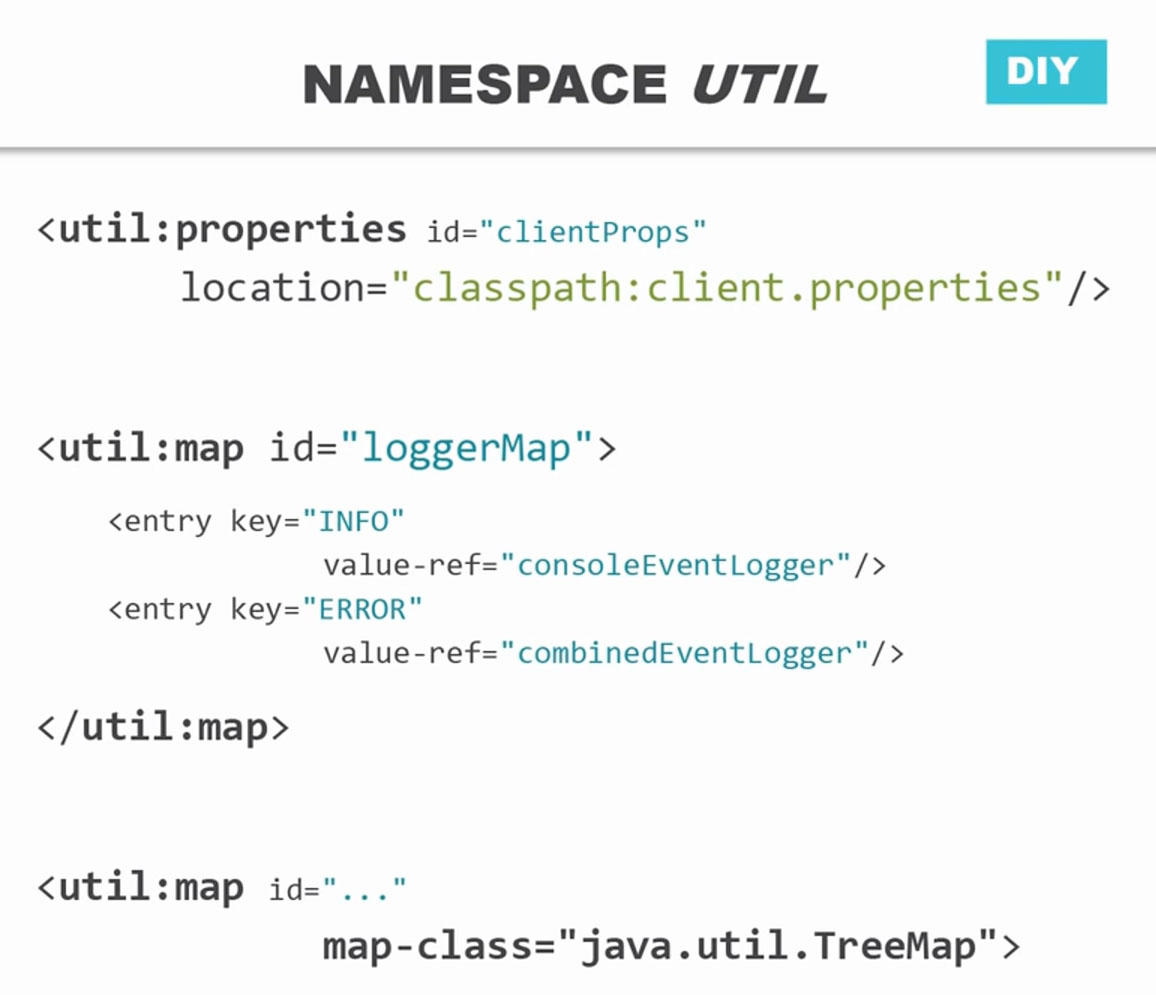 NAMESPACE UTIL
DIY
<util:properties id="clientProps"
location="classpath:client.properties"/>
<util:map id="loggerMap">
<entry key="INFO"
value-ref="consoleEventLogger"/>
<entry key="ERROR"
value-ref="combinedEventLogger"/>
</util:map>
<util:map id="..."
map-class="java.util.TreeMap">